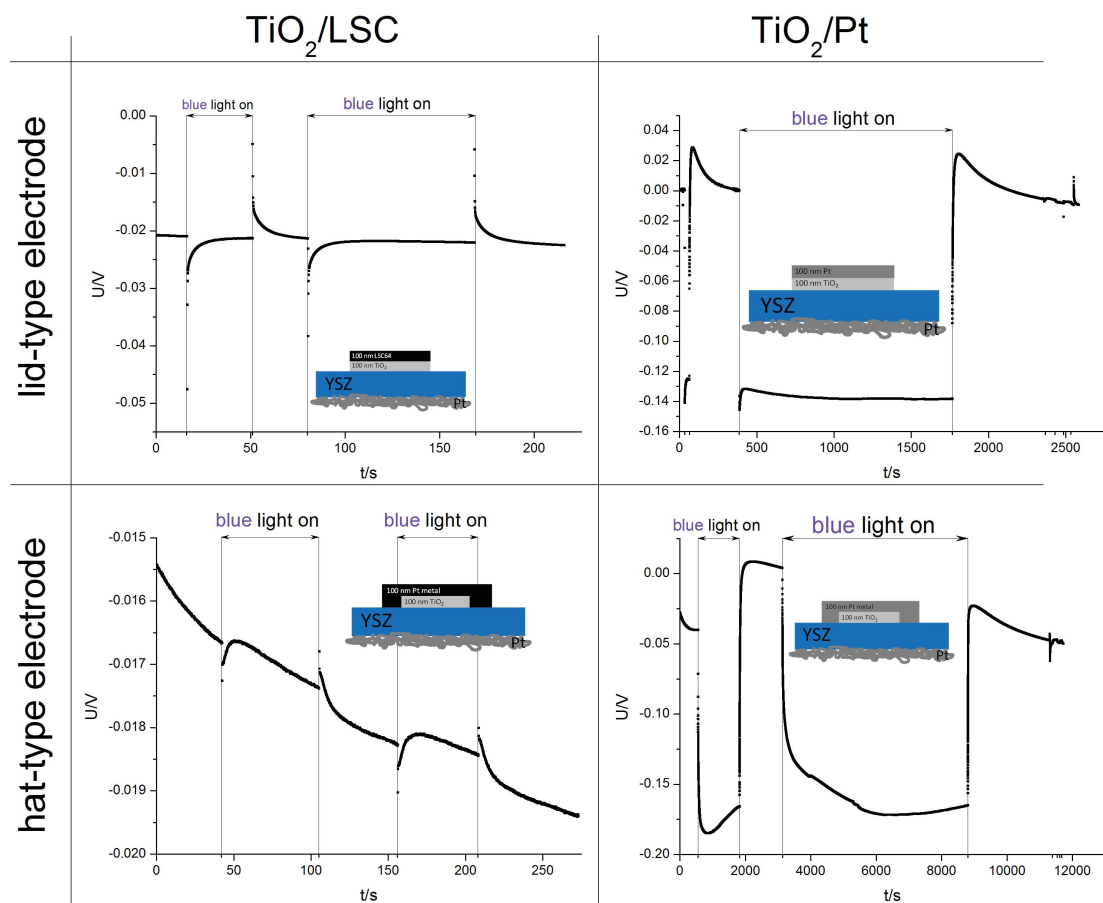 TiO2/LSC
TiO2/Pt
lid-type electrode
blue light on
blue light on
0.00
-0.01
-0.02
-0.03
-0.04
-0.05
U/V
0
50
100
150
200
t/s
100 nm LSC64
100 nm TiO2
YSZ
Pt
blue light on
0.04
0.02
0.00
-0.02
-0.04
-0.06
-0.08
-0.10
-0.12
-0.14
-0.16
U/V
0
500
1000
1500
2000
2500
t/s
100 nm Pt
100 nm TiO2
YSZ
Pt
hat-type electrode
blue light on
blue light on
-0.015
-0.016
-0.017
-0.018
-0.019
-0.020
U/V
0
50
100
150
200
250
t/s
100 nm Pt metal
100 nm TiO2
YSZ
Pt
blue light on
blue light on
0.00
-0.05
-0.10
-0.15
-0.20
U/V
0
2000
4000
6000
8000
10000
12000
t/s
100 nm Pt metal
100 nm TiO2
YSZ
Pt